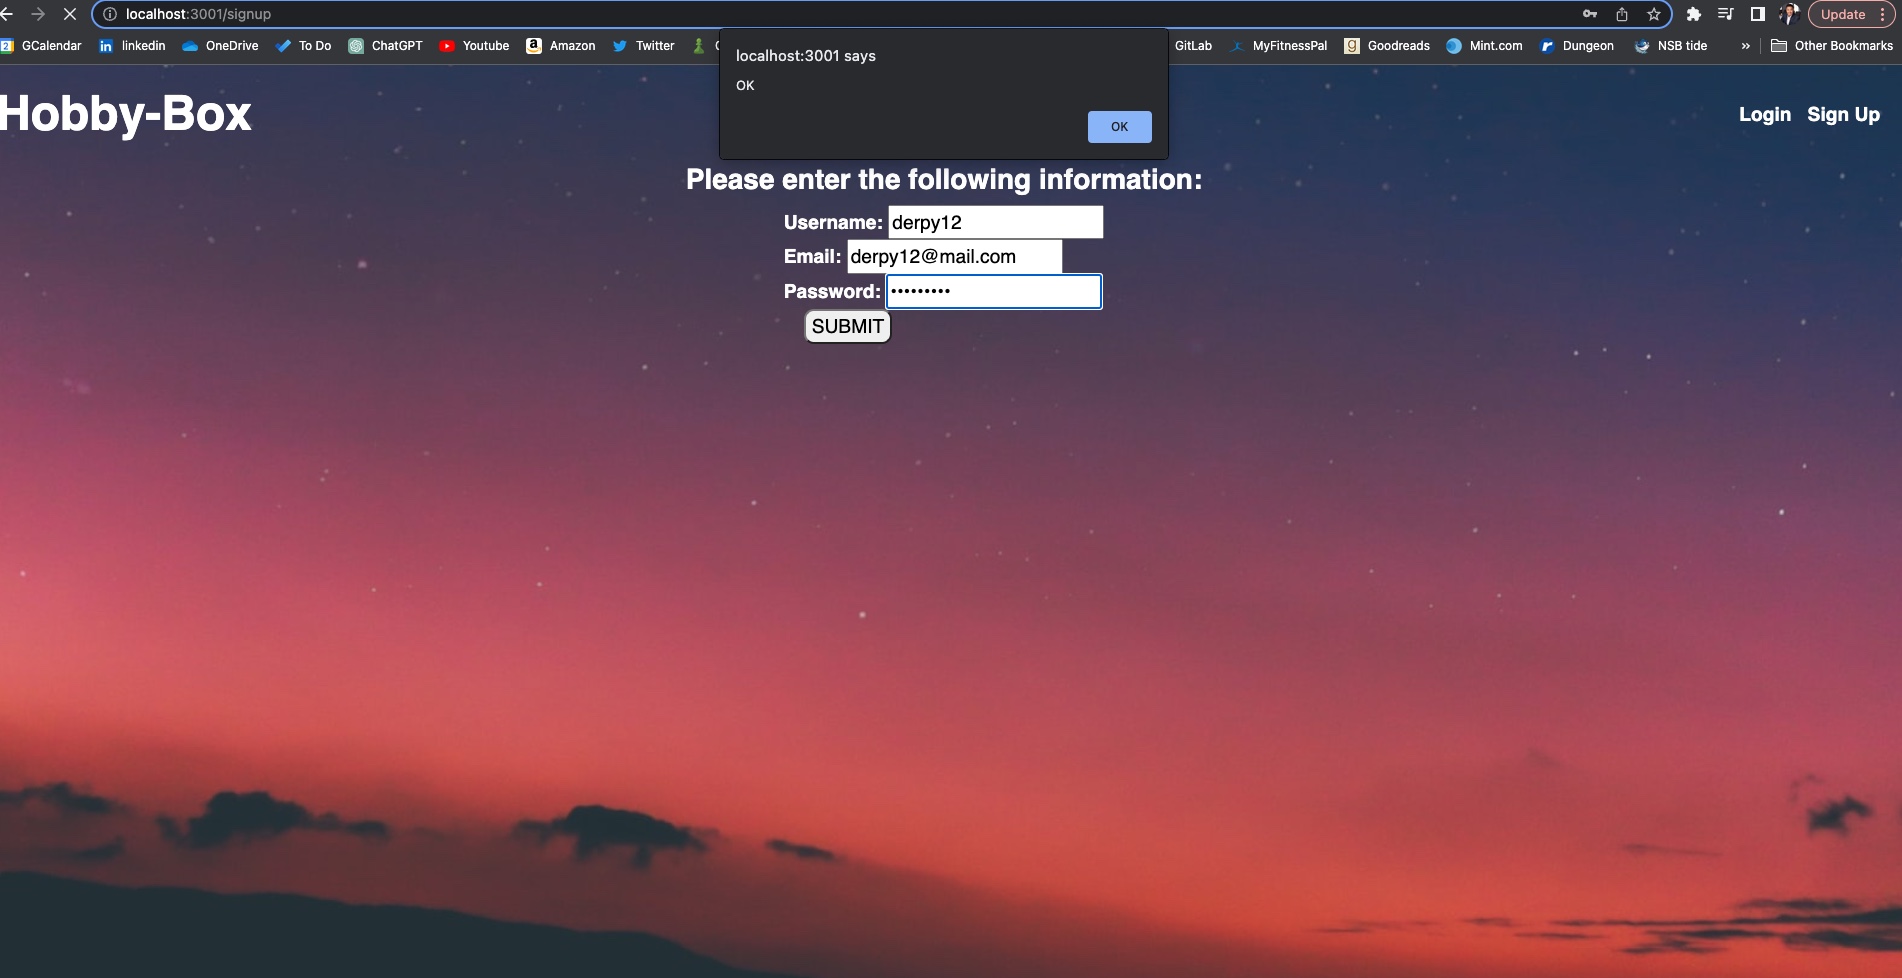 localhost:3001/signup
Update
2 GCalendar in linkedin OneDrive To Do ChatGPT Youtube a Amazon Twitter GitLab MyFitnessPal g Goodreads Mint.com Dungeon NSB tide » Other Bookmarks
localhost:3001 says
OK
OK
Hobby-Box
Login Sign Up
Please enter the following information:
Username: derpy12
Email: derpy12@mail.com
Password: •••••••••
SUBMIT